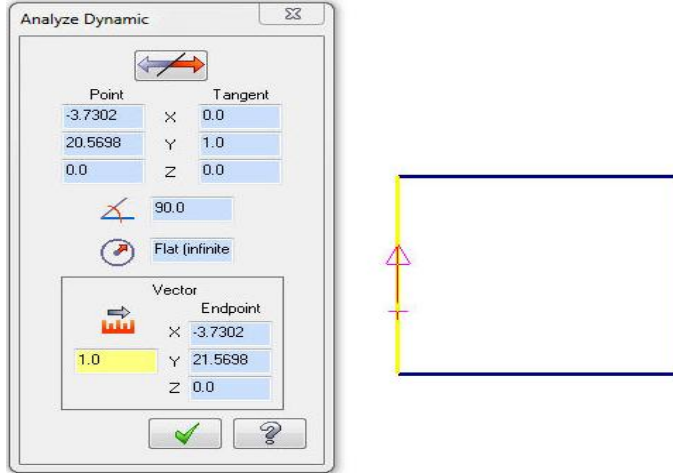 Analyze Dynamic
Point Tangent
-3.7302 X 0.0
20.5698 Y 1.0
0.0 Z 0.0
90.0
Flat (infinite
Vector
Endpoint
X -3.7302
1.0 Y 21.5698
Z 0.0